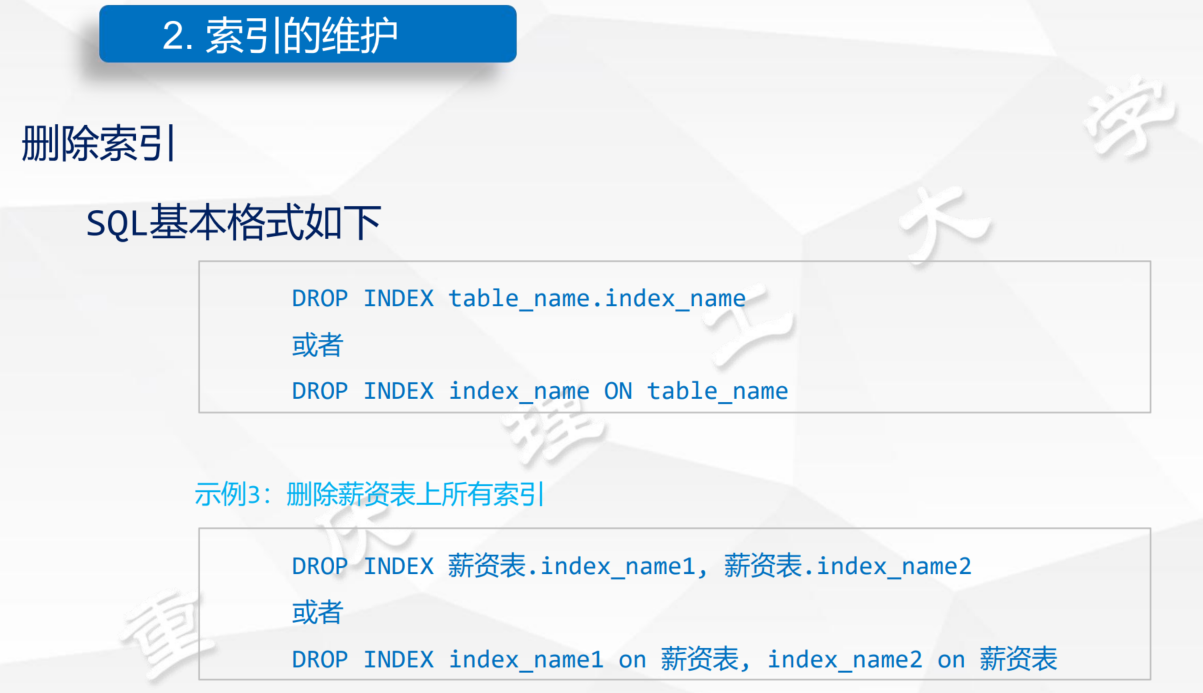 2. 索引的维护
删除索引
SQL基本格式如下
DROP INDEX table_name.index_name
或者
DROP INDEX index_name ON table_name
示例3：删除薪资表上所有索引
DROP INDEX 薪资表.index_name1, 薪资表.index_name2
或者
DROP INDEX index_name1 on 薪资表, index_name2 on 薪资表
重庆理工大学